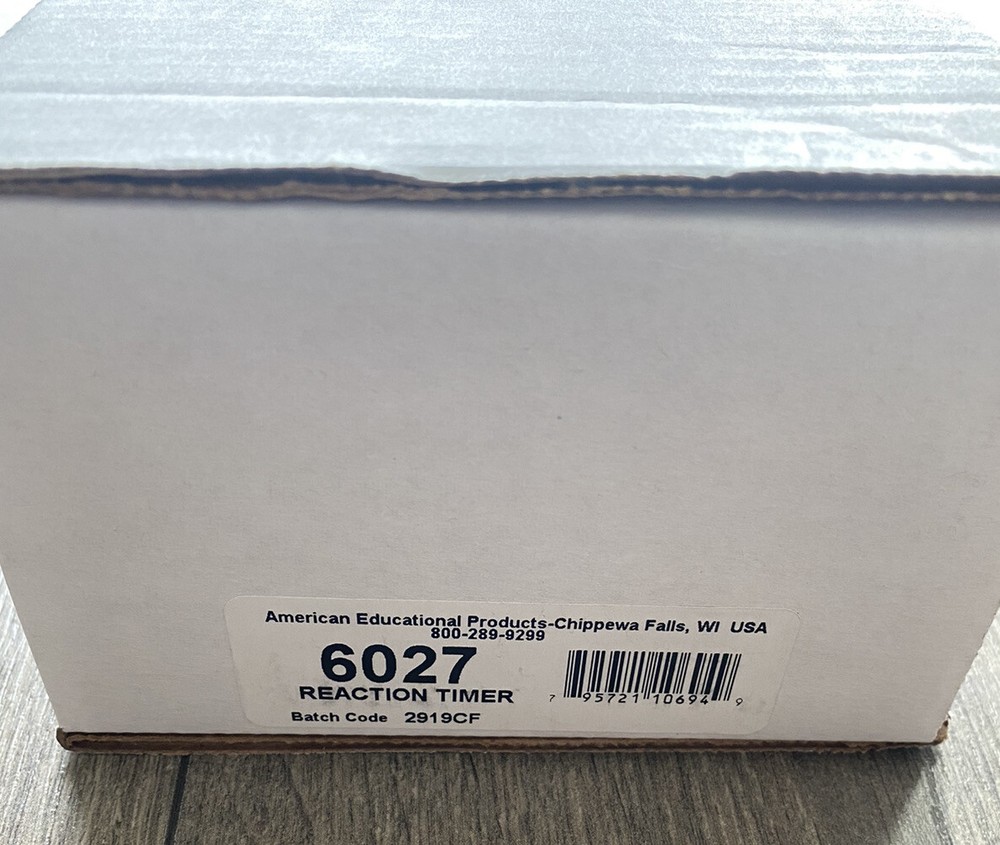 American Educational Products-Chippewa Falls, WI USA
800-289-9299
6027
REACTION TIMER
7 95721 10694 9
Batch Code 2919CF